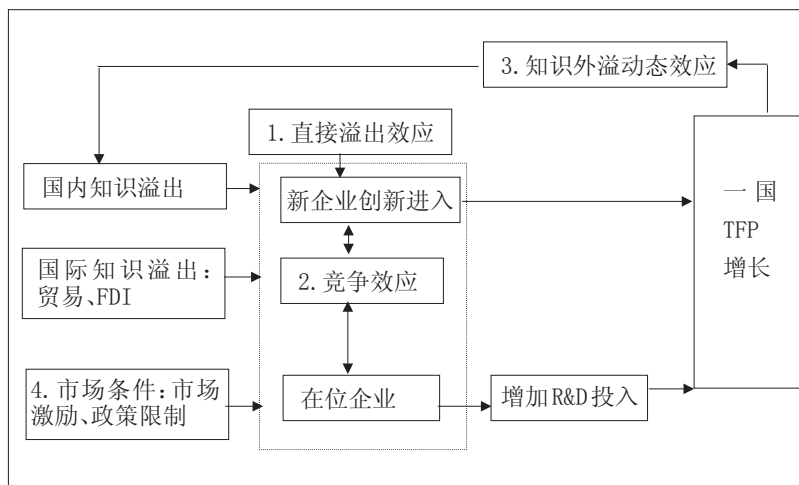 3.知识外溢动态效应
1.直接溢出效应
国内知识溢出
新企业创新进入
一国
TFP
增长
国际知识溢出：
贸易、FDI
2.竞争效应
4.市场条件：市场
激励、政策限制
在位企业
增加R&D投入